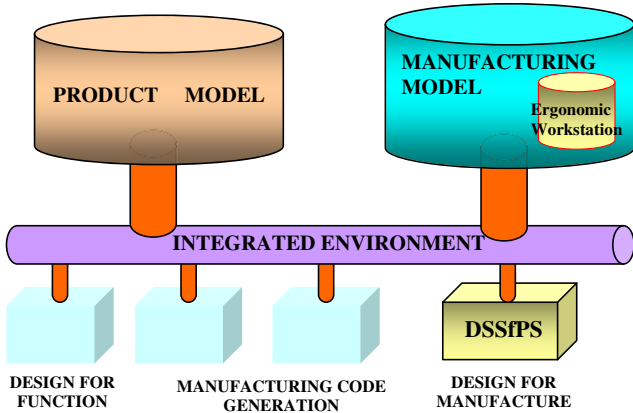 PRODUCT MODEL
MANUFACTURING
MODEL
Ergonomic
Workstation
INTEGRATED ENVIRONMENT
DSSfPS
DESIGN FOR
FUNCTION
MANUFACTURING CODE
GENERATION
DESIGN FOR
MANUFACTURE